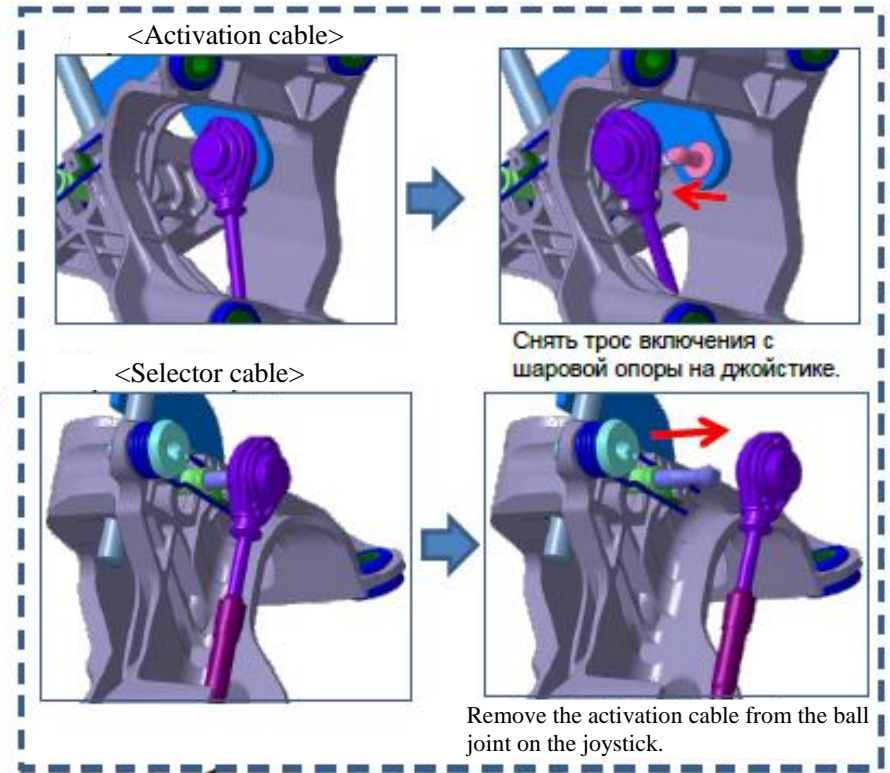 <Activation cable>
Снять трос включения с
шаровой опоры на джойстике.
<Selector cable>
Remove the activation cable from the ball
joint on the joystick.